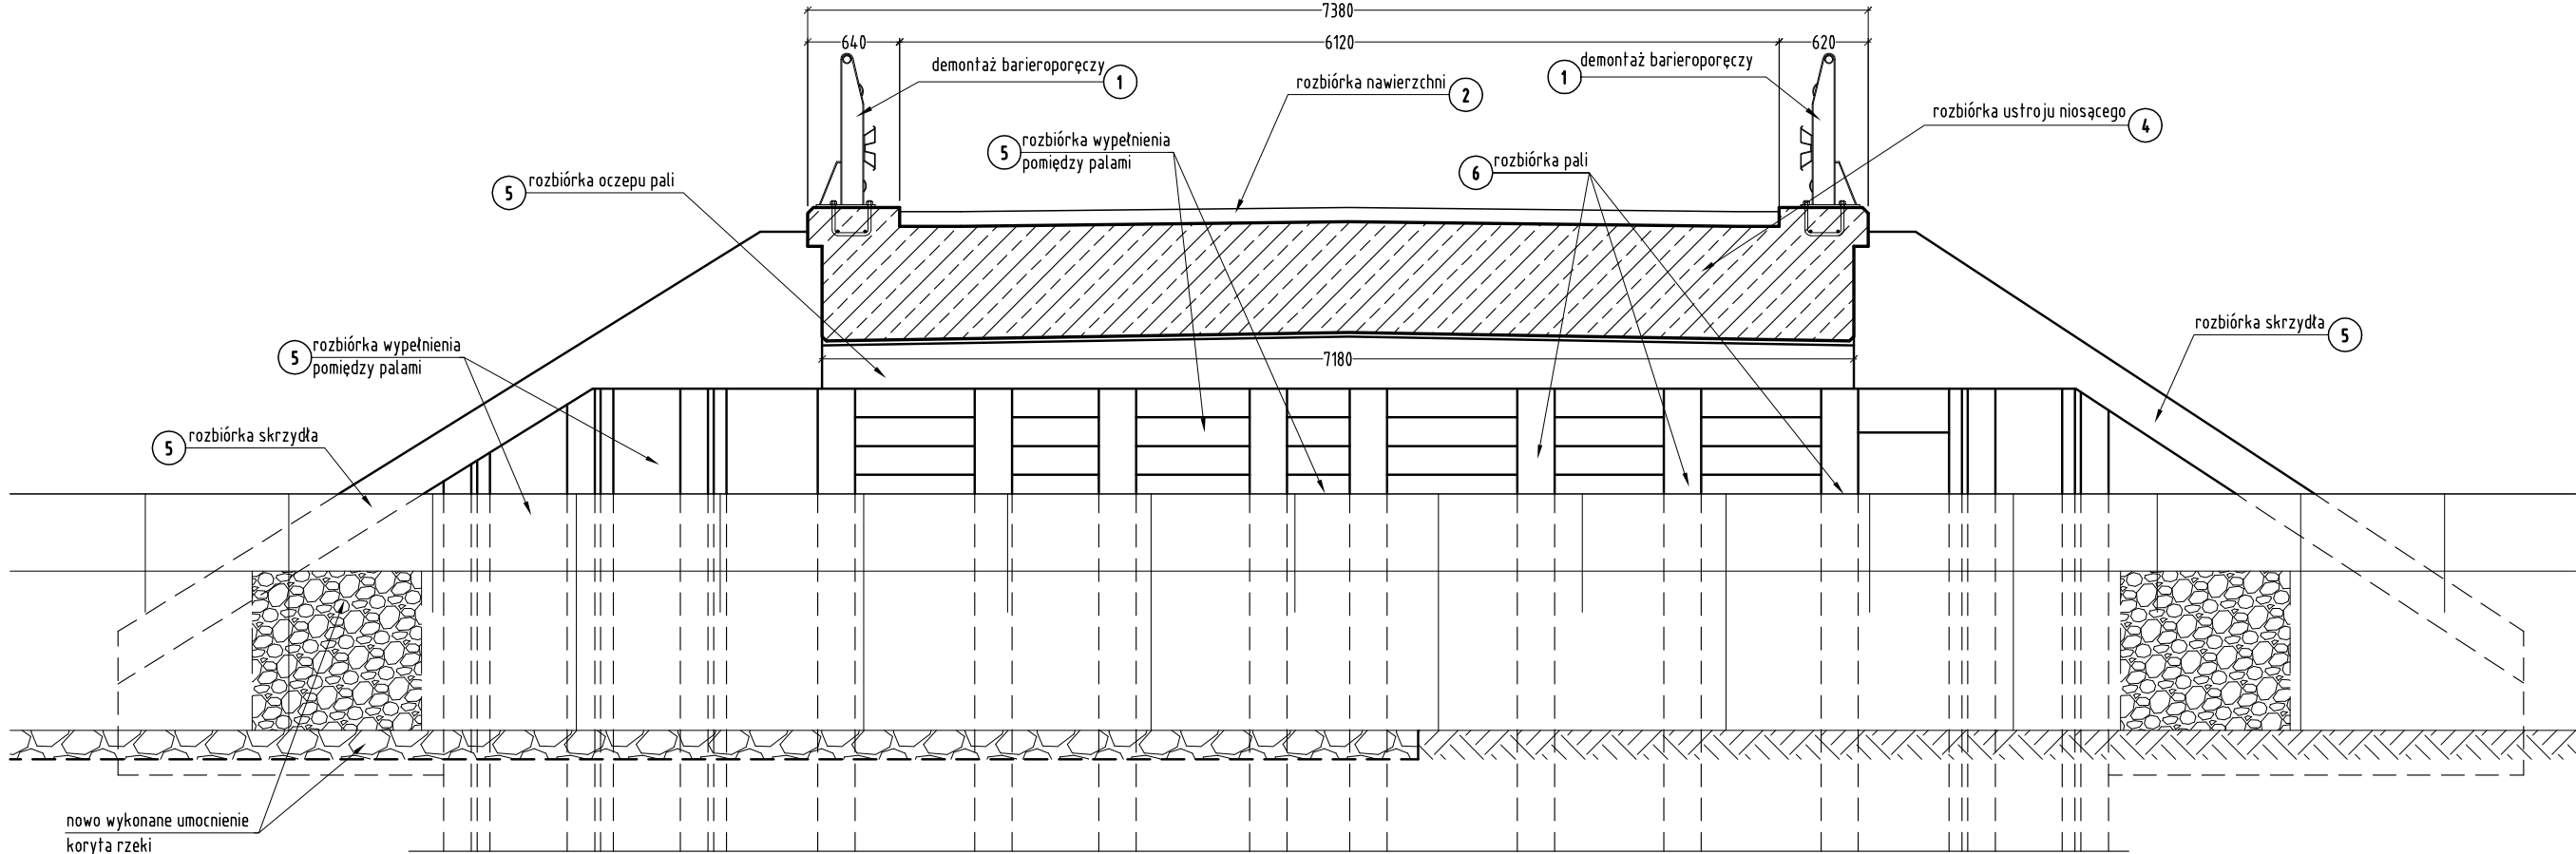 7380
640
6120
620
demontaż barieroporęczy 1
1 demontaż barieroporęczy
rozbiórka nawierzchni 2
rozbiórka ustroju niosącego 4
5 rozbiórka wypełnienia
pomiędzy palami
6 rozbiórka pali
5 rozbiórka oczepu pali
rozbiórka skrzydła 5
5 rozbiórka wypełnienia
pomiędzy palami
7180
5 rozbiórka skrzydła
nowo wykonane umocnienie
koryta rzeki